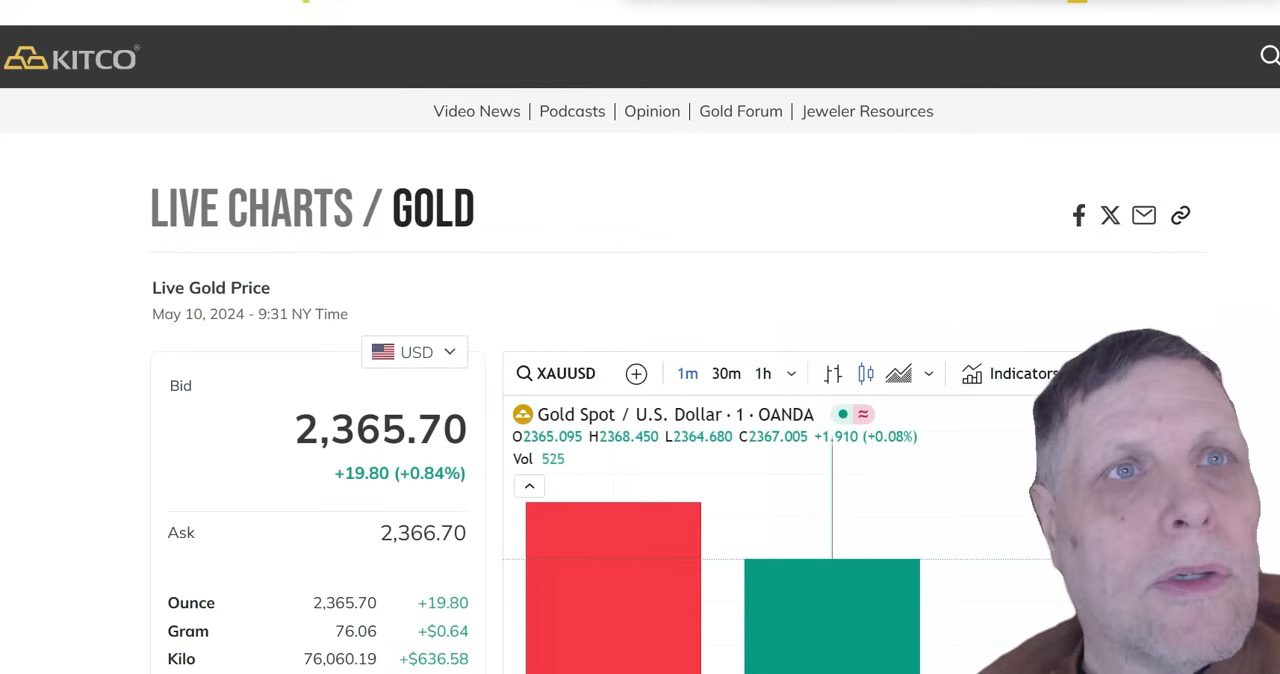 KITCO®
Video News | Podcasts | Opinion | Gold Forum | Jeweler Resources
LIVE CHARTS / GOLD
Live Gold Price
May 10, 2024 - 9:31 NY Time
USD
Bid
2,365.70
+19.80 (+0.84%)
Ask 2,366.70
Ounce 2,365.70 +19.80
Gram 76.06 +$0.64
Kilo 76,060.19 +$636.58
XAUUSD 1m 30m 1h Indicators
Gold Spot / U.S. Dollar · 1 · OANDA
O2365.095 H2368.450 L2364.680 C2367.005 +1.910 (+0.08%)
Vol 525